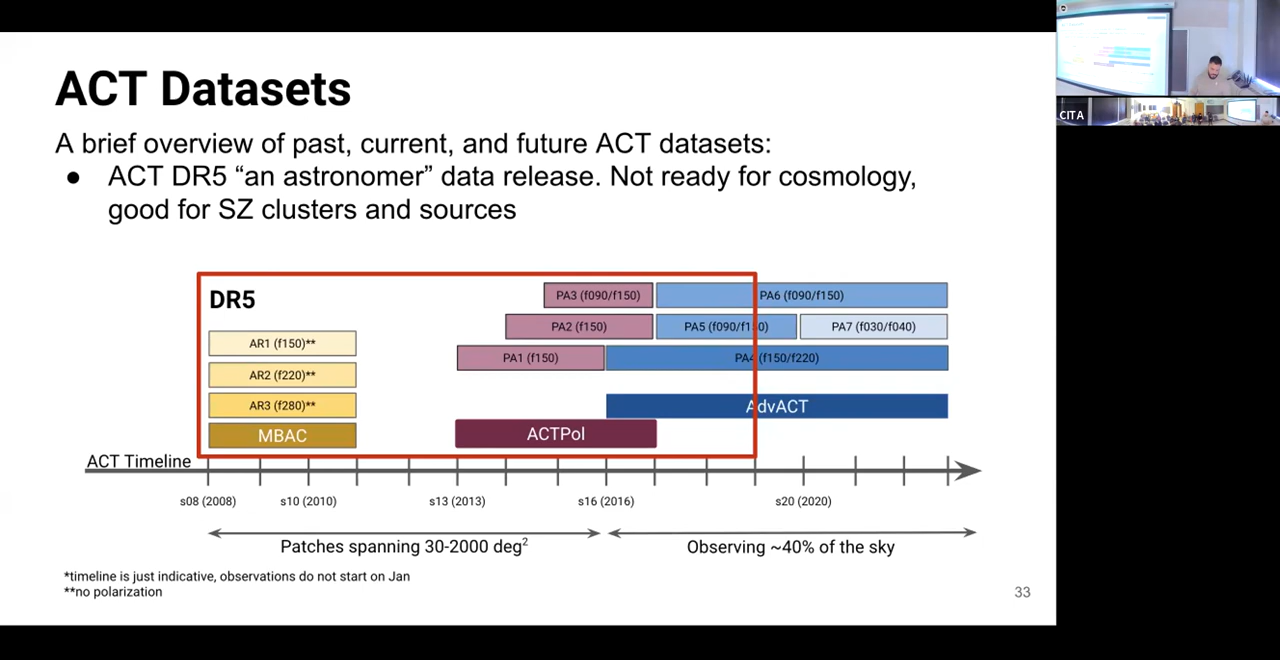 ACT Datasets
A brief overview of past, current, and future ACT datasets:
● ACT DR5 “an astronomer” data release. Not ready for cosmology,
good for SZ clusters and sources
DR5
PA3 (f090/f150)
PA6 (f090/f150)
PA2 (f150)
PA5 (f090/f150)
PA7 (f030/f040)
AR1 (f150)**
PA1 (f150)
PA4 (f150/f220)
AR2 (f220)**
AR3 (f280)**
AdvACT
MBAC
ACTPol
ACT Timeline
s08 (2008)
s10 (2010)
s13 (2013)
s16 (2016)
s20 (2020)
Patches spanning 30-2000 deg²
Observing ~40% of the sky
*timeline is just indicative, observations do not start on Jan
**no polarization
33
CITA